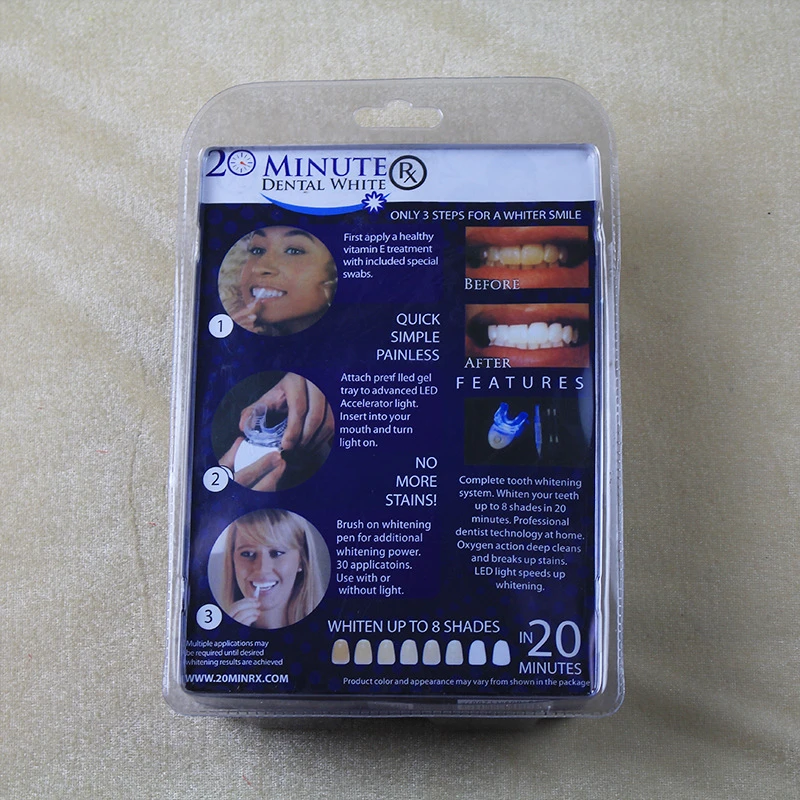 20 MINUTE Rx
DENTAL WHITE
ONLY 3 STEPS FOR A WHITER SMILE
First apply a healthy
vitamin E treatment
with included special
swabs.
1
BEFORE
QUICK
SIMPLE
PAINLESS
AFTER
FEATURES
Attach pref lled gel
tray to advanced LED
Accelerator light.
Insert into your
mouth and turn
light on.
2
NO
MORE
STAINS!
Complete tooth whitening
system. Whiten your teeth
up to 8 shades in 20
minutes. Professional
dentist technology at home.
Oxygen action deep cleans
and breaks up stains.
LED light speeds up
whitening.
Brush on whitening
pen for additional
whitening power.
30 applicatoins.
Use with or
without light.
3
WHITEN UP TO 8 SHADES
IN 20
MINUTES
Multiple applications may
be required until desired
whitening results are achieved
WWW.20MINRX.COM
Product color and appearance may vary from shown in the package